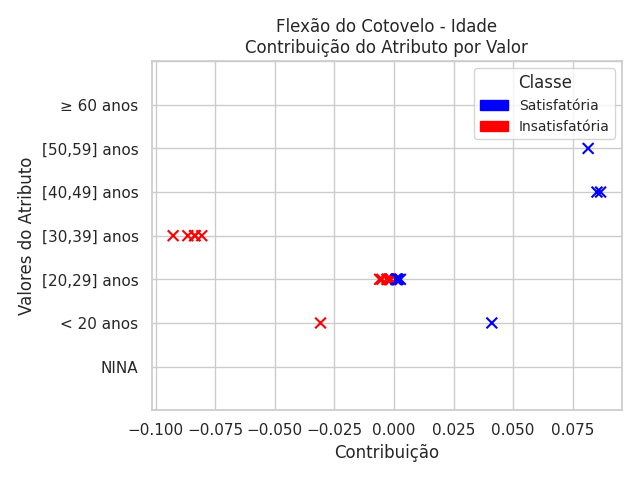 Flexão do Cotovelo - Idade
Contribuição do Atributo por Valor
Classe
Satisfatória
Insatisfatória
Valores do Atributo
≥ 60 anos
[50,59] anos
[40,49] anos
[30,39] anos
[20,29] anos
< 20 anos
NINA
−0.100 −0.075 −0.050 −0.025 0.000 0.025 0.050 0.075
Contribuição